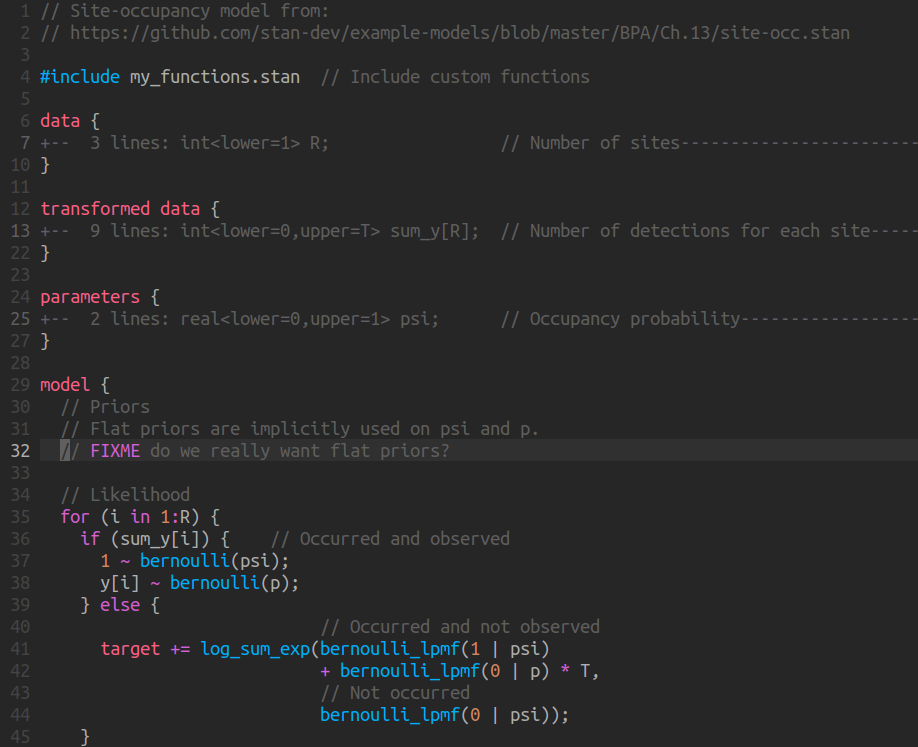 1 // Site-occupancy model from:
2 // https://github.com/stan-dev/example-models/blob/master/BPA/Ch.13/site-occ.stan
3
4 #include my_functions.stan  // Include custom functions
5
6 data {
7 +--  3 lines: int<lower=1> R;                 // Number of sites------------------------
10 }
11
12 transformed data {
13 +--  9 lines: int<lower=0,upper=T> sum_y[R];  // Number of detections for each site-----
22 }
23
24 parameters {
25 +--  2 lines: real<lower=0,upper=1> psi;      // Occupancy probability------------------
27 }
28
29 model {
30   // Priors
31   // Flat priors are implicitly used on psi and p.
32   // FIXME do we really want flat priors?
33
34   // Likelihood
35   for (i in 1:R) {
36     if (sum_y[i]) {    // Occurred and observed
37       1 ~ bernoulli(psi);
38       y[i] ~ bernoulli(p);
39     } else {
40                             // Occurred and not observed
41       target += log_sum_exp(bernoulli_lpmf(1 | psi)
42                             + bernoulli_lpmf(0 | p) * T,
43                             // Not occurred
44                             bernoulli_lpmf(0 | psi));
45     }